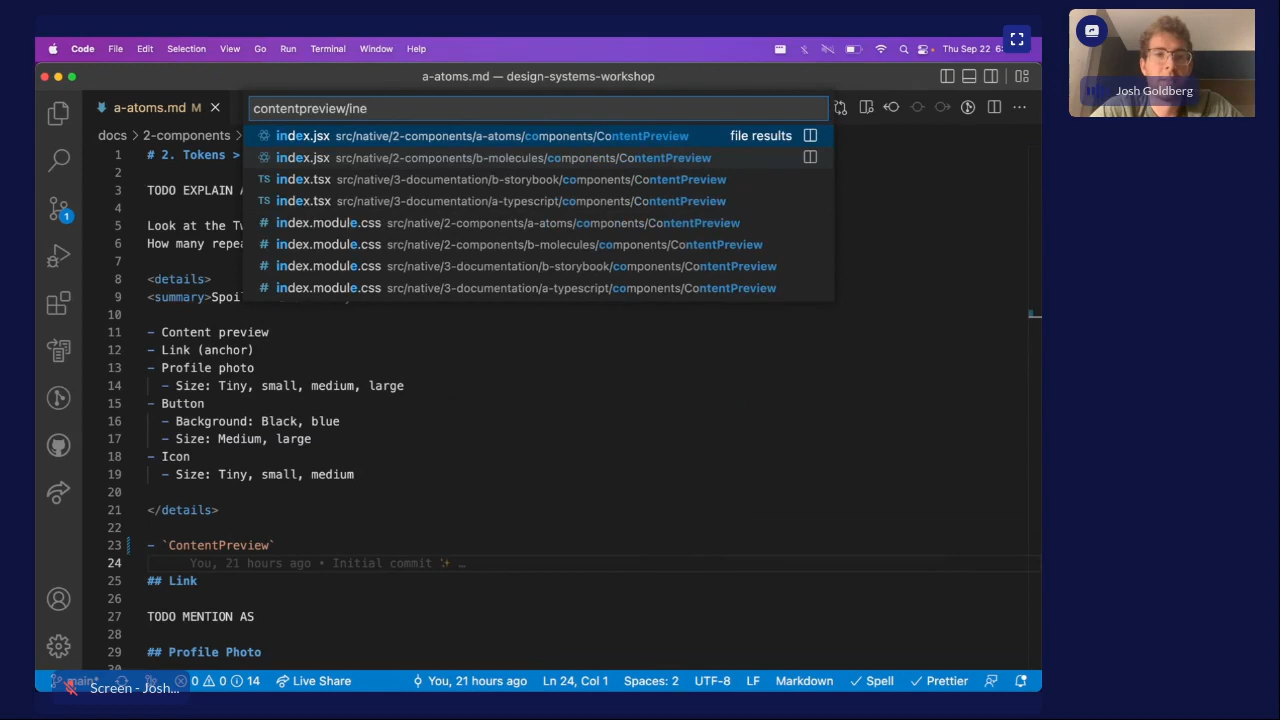 Code File Edit Selection View Go Run Terminal Window Help
Thu Sep 22
a-atoms.md — design-systems-workshop
Josh Goldberg
a-atoms.md M
contentpreview/ine
docs > 2-components >
index.jsx src/native/2-components/a-atoms/components/ContentPreview file results
index.jsx src/native/2-components/b-molecules/components/ContentPreview
TS index.tsx src/native/3-documentation/b-storybook/components/ContentPreview
TS index.tsx src/native/3-documentation/a-typescript/components/ContentPreview
# index.module.css src/native/2-components/a-atoms/components/ContentPreview
# index.module.css src/native/2-components/b-molecules/components/ContentPreview
# index.module.css src/native/3-documentation/b-storybook/components/ContentPreview
# index.module.css src/native/3-documentation/a-typescript/components/ContentPreview
1 # 2. Tokens >
2
3 TODO EXPLAIN
4
5 Look at the
6 How many
7
8 <details>
9 <summary>
10
11 - Content preview
12 - Link (anchor)
13 - Profile photo
14 - Size: Tiny, small, medium, large
15 - Button
16 - Background: Black, blue
17 - Size: Medium, large
18 - Icon
19 - Size: Tiny, small, medium
20
21 </details>
22
23 - `ContentPreview`
24 You, 21 hours ago • Initial commit ✨ …
25 ## Link
26
27 TODO MENTION AS
28
29 ## Profile Photo
30
1
main* 0 0 14 Live Share You, 21 hours ago Ln 24, Col 1 Spaces: 2 UTF-8 LF Markdown Spell Prettier
Screen - Josh...